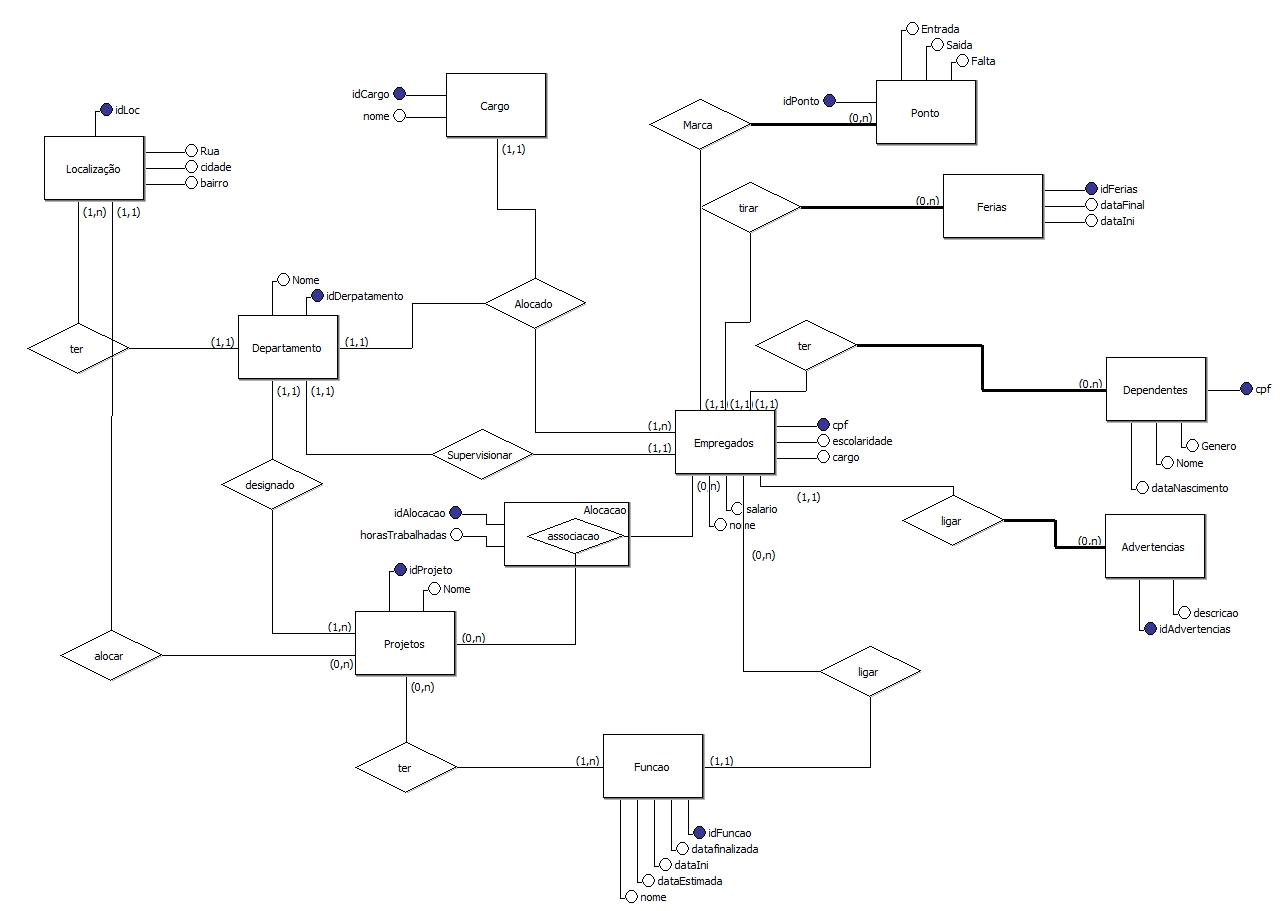 Entrada
Saida
Falta
idPonto
Ponto
(0,n)
Marca
idCargo
nome
Cargo
(1,1)
idLoc
Localização
Rua
cidade
bairro
(1,n)
(1,1)
tirar
(0,n)
Ferias
idFerias
dataFinal
dataIni
Nome
idDerpatamento
Departamento
(1,1)
(1,1)
(1,1)
(1,1)
ter
Alocado
ter
(0,n)
Dependentes
cpf
Genero
Nome
dataNascimento
(1,1)
(1,1)
(1,1)
(1,n)
(1,1)
Empregados
cpf
escolaridade
cargo
Supervisionar
designado
(0,n)
salario
nome
(1,1)
ligar
(0,n)
Advertencias
descricao
idAdvertencias
idAlocacao
horasTrabalhadas
Alocacao
associacao
(0,n)
idProjeto
Nome
(1,n)
(0,n)
Projetos
(0,n)
(0,n)
alocar
ligar
ter
(1,n)
Funcao
(1,1)
idFuncao
datafinalizada
dataIni
dataEstimada
nome